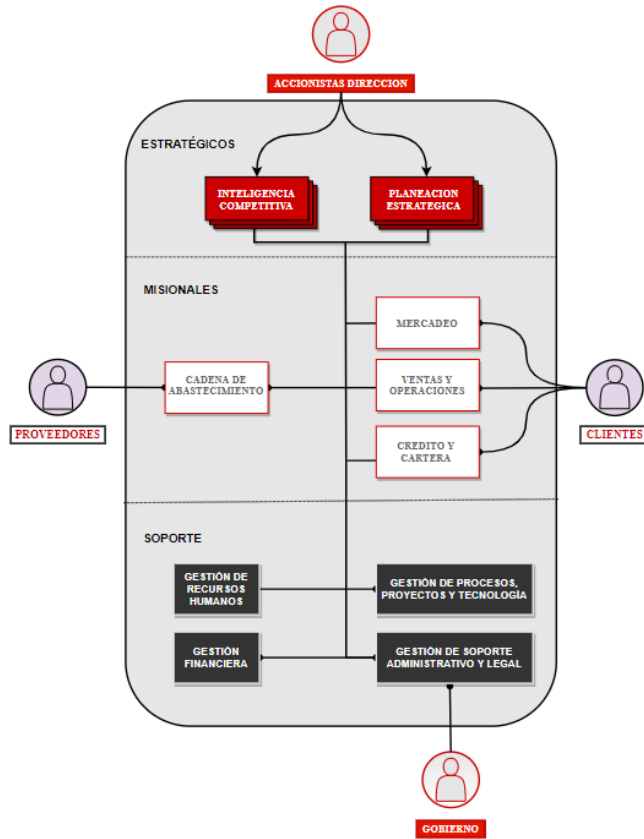 ACCIONISTAS DIRECCION
ESTRATÉGICOS
INTELIGENCIA
COMPETITIVA
PLANEACION
ESTRATEGICA
MISIONALES
MERCADEO
CADENA DE
ABASTECIMIENTO
VENTAS Y
OPERACIONES
PROVEEDORES
CLIENTES
CREDITO Y
CARTERA
SOPORTE
GESTIÓN DE
RECURSOS
HUMANOS
GESTIÓN DE PROCESOS,
PROYECTOS Y TECNOLOGÍA
GESTIÓN
FINANCIERA
GESTIÓN DE SOPORTE
ADMINISTRATIVO Y LEGAL
GOBIERNO